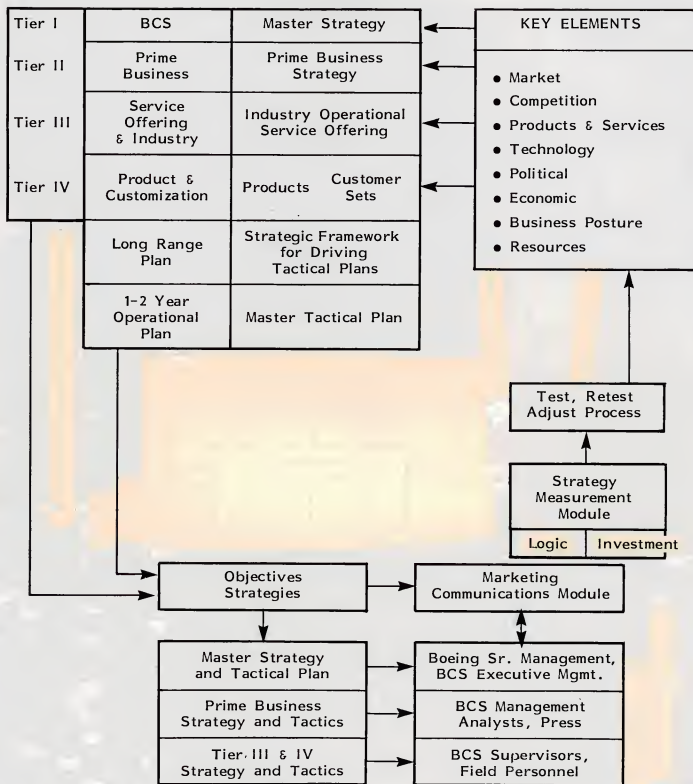 Tier I
BCS
Master Strategy
KEY ELEMENTS
Tier II
Prime
Business
Prime Business
Strategy
Tier III
Service
Offering
& Industry
Industry Operational
Service Offering
Tier IV
Product &
Customization
Products Customer
Sets
Long Range
Plan
Strategic Framework
for Driving
Tactical Plans
1-2 Year
Operational
Plan
Master Tactical Plan
• Market
• Competition
• Products & Services
• Technology
• Political
• Economic
• Business Posture
• Resources
Test, Retest
Adjust Process
Strategy
Measurement
Module
Logic
Investment
Objectives
Strategies
Marketing
Communications Module
Master Strategy
and Tactical Plan
Boeing Sr. Management,
BCS Executive Mgmt.
Prime Business
Strategy and Tactics
BCS Management
Analysts, Press
Tier III & IV
Strategy and Tactics
BCS Supervisors,
Field Personnel